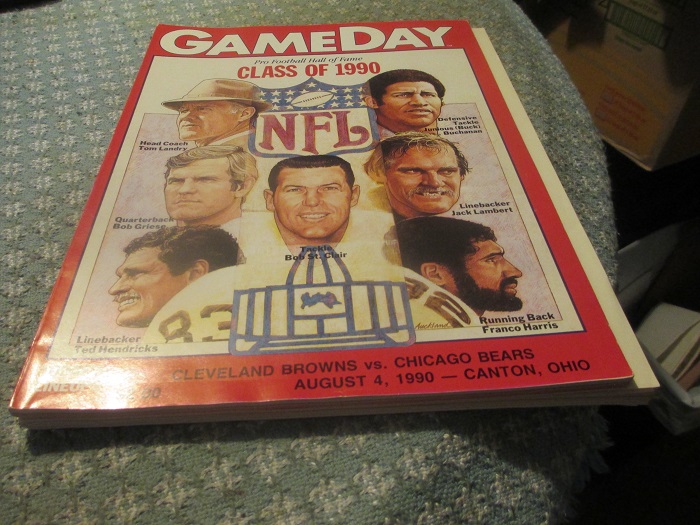 GAMEDAY
Pro Football Hall of Fame
CLASS OF 1990
NFL
Head Coach
Tom Landry
Defensive
Tackle
Junious (Buck)
Buchanan
Quarterback
Bob Griese
Linebacker
Jack Lambert
Tackle
Bob St. Clair
Linebacker
Ted Hendricks
83
Auckland
Running Back
Franco Harris
CLEVELAND BROWNS vs. CHICAGO BEARS
AUGUST 4, 1990 — CANTON, OHIO